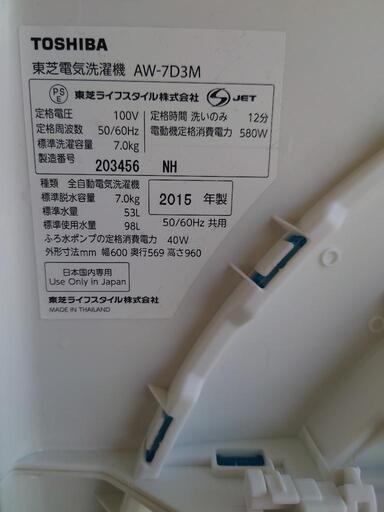 TOSHIBA
東芝電気洗濯機 AW-7D3M
PSE 東芝ライフスタイル株式会社 S JET
定格電圧 100V
定格周波数 50/60Hz
標準洗濯容量 7.0kg
製造番号
定格時間 洗いのみ 12分
電動機定格消費電力 580W
203456 NH
種類 全自動電気洗濯機
標準脱水容量 7.0kg
標準水量 53L
標準使用水量 98L
2015 年製
50/60Hz 共用
ふろ水ポンプの定格消費電力 40W
外形寸法mm 幅600 奥行569 高さ960
日本国内専用
Use Only in Japan
東芝ライフスタイル株式会社
MADE IN THAILAND